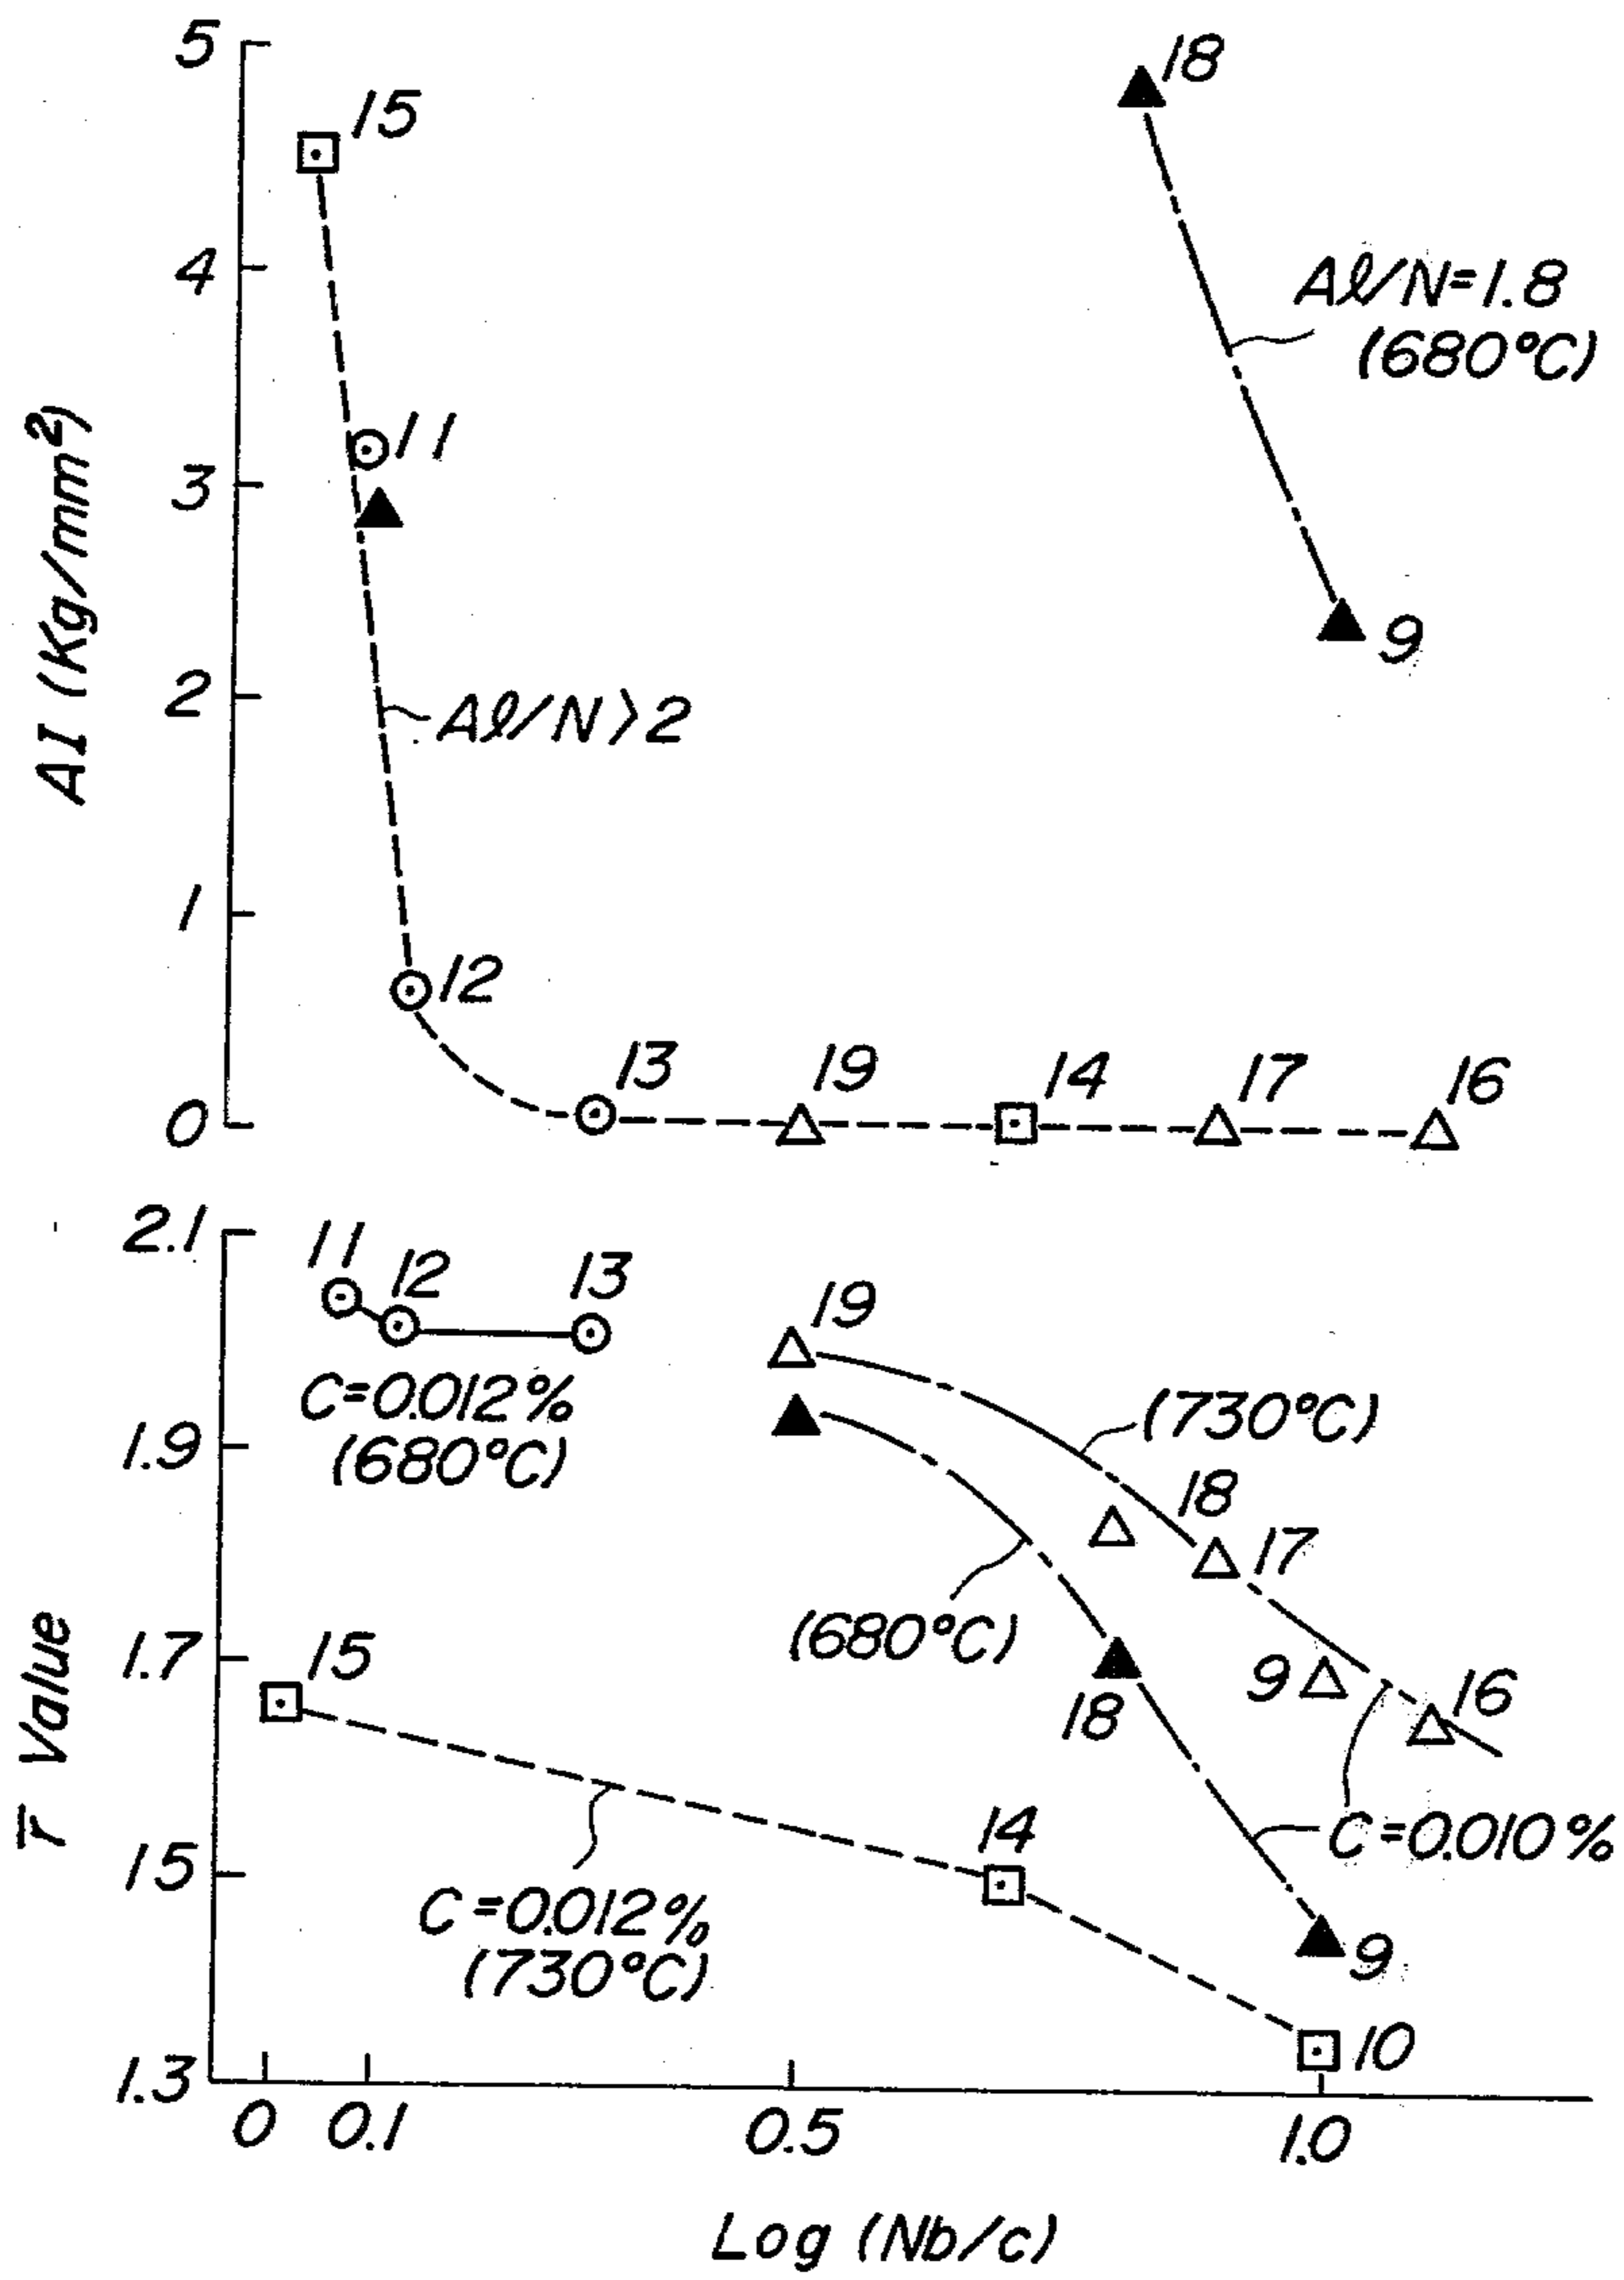 5
18
15
4
Al/N=1.8
(680°C)
11
3
9
2
Al/N>2
AI (Kg/mm²)
1
12
13
19
14
17
16
0
2.1
11
12
13
19
C=0.012%
(680°C)
(730°C)
1.9
18
17
(680°C)
1.7
15
9
16
18
r̄ Value
14
C=0.010%
15
C=0.012%
(730°C)
9
10
1.3
0
0.1
0.5
1.0
Log (Nb/c)